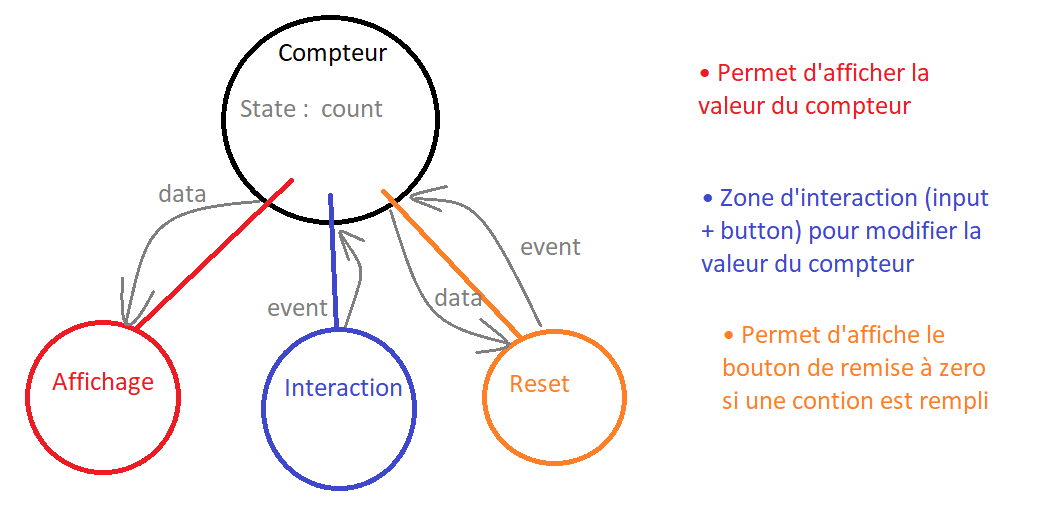 Compteur
State : count
data
event
data
event
Affichage
Interaction
Reset
• Permet d'afficher la
valeur du compteur
• Zone d'interaction (input
+ button) pour modifier la
valeur du compteur
• Permet d'affiche le
bouton de remise à zero
si une contion est rempli